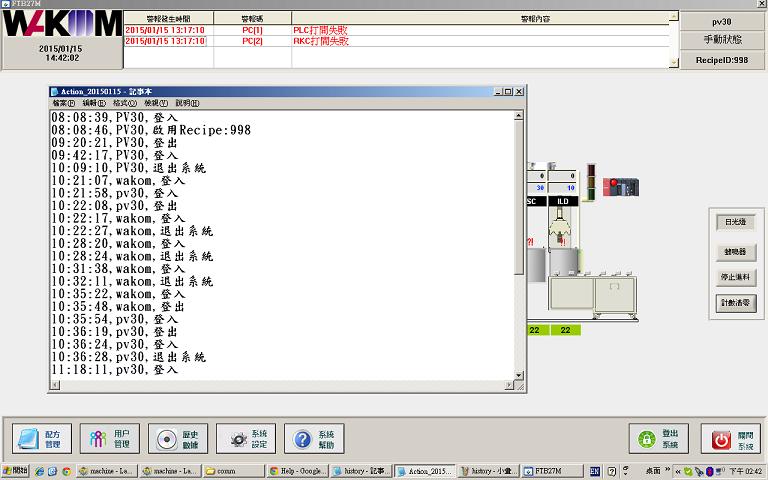 FTB27M
WAKOM
2015/01/15
14:42:02
警報發生時間 警報碼 警報內容
2015/01/15 13:17:10 PC(1) PLC打開失敗
2015/01/15 13:17:10 PC(2) RKC打開失敗
pv30
手動狀態
RecipeID:998
Action_20150115 - 記事本
檔案(F) 編輯(E) 格式(O) 檢視(V) 說明(H)
08:08:39,PV30,登入
08:08:46,PV30,啟用Recipe:998
09:20:21,PV30,登出
09:42:17,PV30,登入
10:09:10,PV30,退出系統
10:21:07,wakom,登入
10:21:58,pv30,登入
10:22:08,pv30,登出
10:22:17,wakom,登入
10:22:27,wakom,退出系統
10:28:20,wakom,登入
10:28:24,wakom,退出系統
10:31:38,wakom,登入
10:32:11,wakom,退出系統
10:35:22,wakom,登入
10:35:48,wakom,登出
10:35:54,pv30,登入
10:36:19,pv30,登出
10:36:24,pv30,登入
10:36:28,pv30,退出系統
11:18:11,pv30,登入
0 0
30 10
SC ILD
?! ?!
22 22
日光燈
蜂鳴器
停止進料
計數清零
配方管理
用戶管理
歷史數據
系統設定
系統幫助
登出系統
關閉系統
開始 machine - La... machine - La... comm Help - Google... history - 記事... Action_2015... history - 小畫... FTB27M EN 桌面 下午 02:42